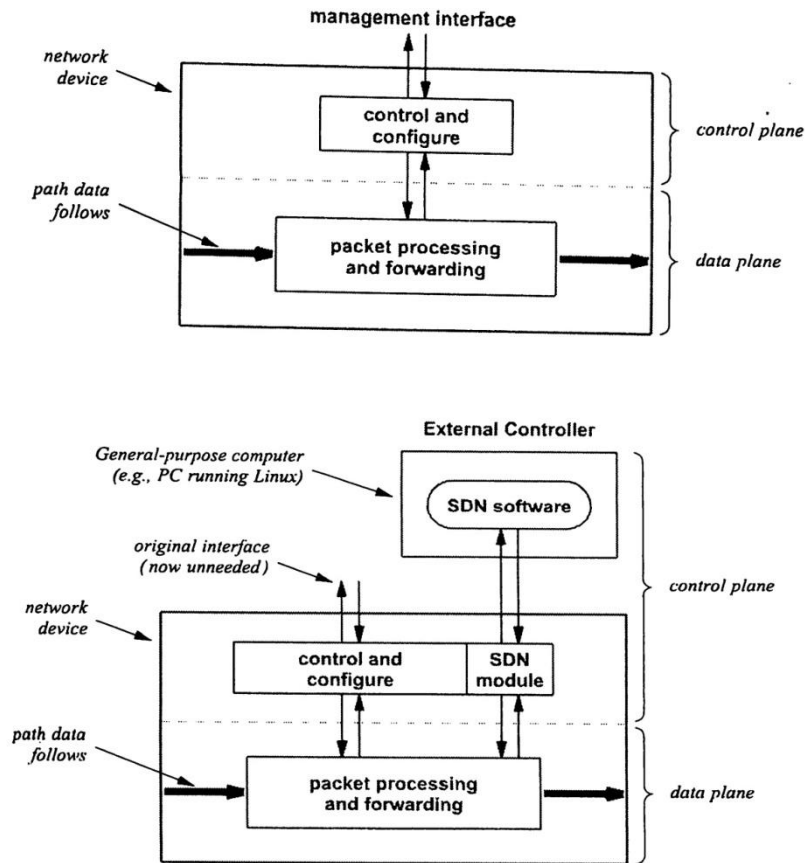 management interface
network
device
control and
configure
control plane
path data
follows
packet processing
and forwarding
data plane
External Controller
General-purpose computer
(e.g., PC running Linux)
SDN software
original interface
(now unneeded)
control plane
network
device
control and
configure
SDN
module
path data
follows
packet processing
and forwarding
data plane